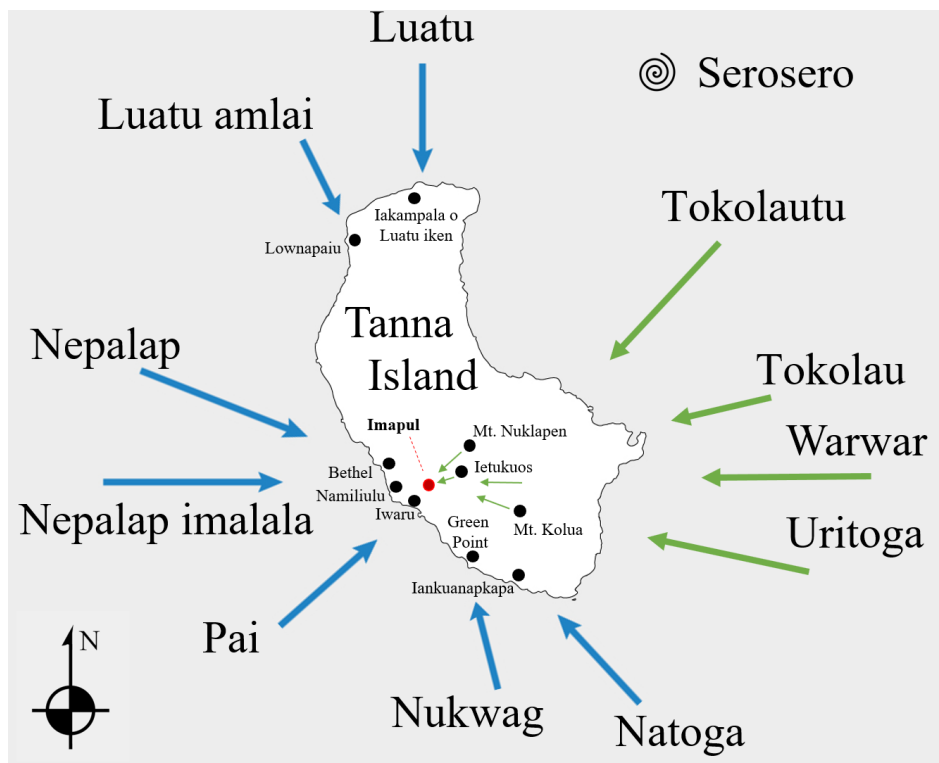 Luatu
Serosero
Luatu amlai
Tokolautu
Iakampala o
Luatu iken
Lownapaiu
Tanna
Island
Nepalap
Tokolau
Imapul
Mt. Nuklapen
Warwar
Bethel
Ietukuos
Namiliulu
Nepalap imalala
Iwaru
Green
Point
Mt. Kolua
Uritoga
Iankuanapkapa
Pai
N
Nukwag
Natoga